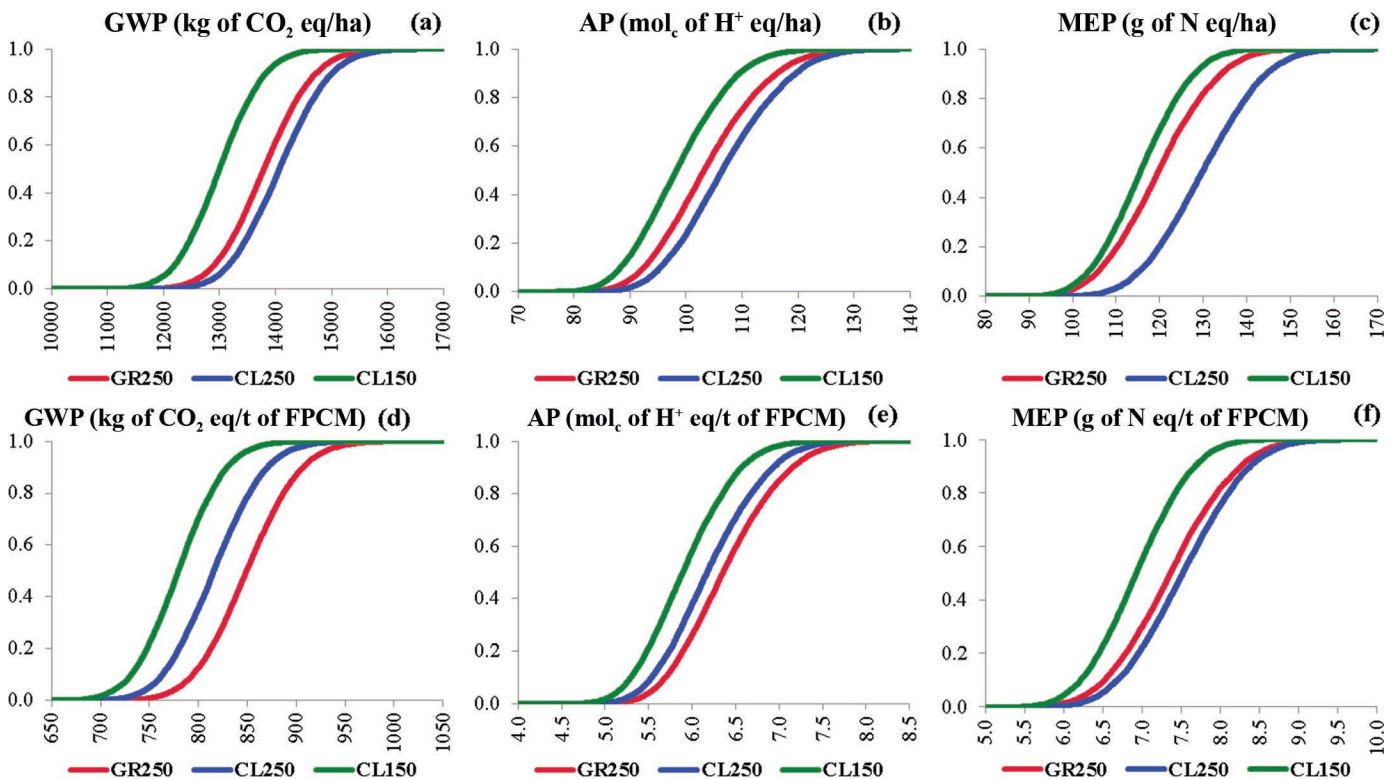 GWP (kg of CO₂ eq/ha) (a)
1.0
0.8
0.6
0.4
0.2
0.0
10000 11000 12000 13000 14000 15000 16000 17000
GR250 CL250 CL150
AP (mol_c of H⁺ eq/ha) (b)
1.0
0.8
0.6
0.4
0.2
0.0
70 80 90 100 110 120 130 140
GR250 CL250 CL150
MEP (g of N eq/ha) (c)
1.0
0.8
0.6
0.4
0.2
0.0
80 90 100 110 120 130 140 150 160 170
GR250 CL250 CL150
GWP (kg of CO₂ eq/t of FPCM) (d)
1.0
0.8
0.6
0.4
0.2
0.0
650 700 750 800 850 900 950 1000 1050
GR250 CL250 CL150
AP (mol_c of H⁺ eq/t of FPCM) (e)
1.0
0.8
0.6
0.4
0.2
0.0
4.0 4.5 5.0 5.5 6.0 6.5 7.0 7.5 8.0 8.5
GR250 CL250 CL150
MEP (g of N eq/t of FPCM) (f)
1.0
0.8
0.6
0.4
0.2
0.0
5.0 5.5 6.0 6.5 7.0 7.5 8.0 8.5 9.0 9.5 10.0
GR250 CL250 CL150